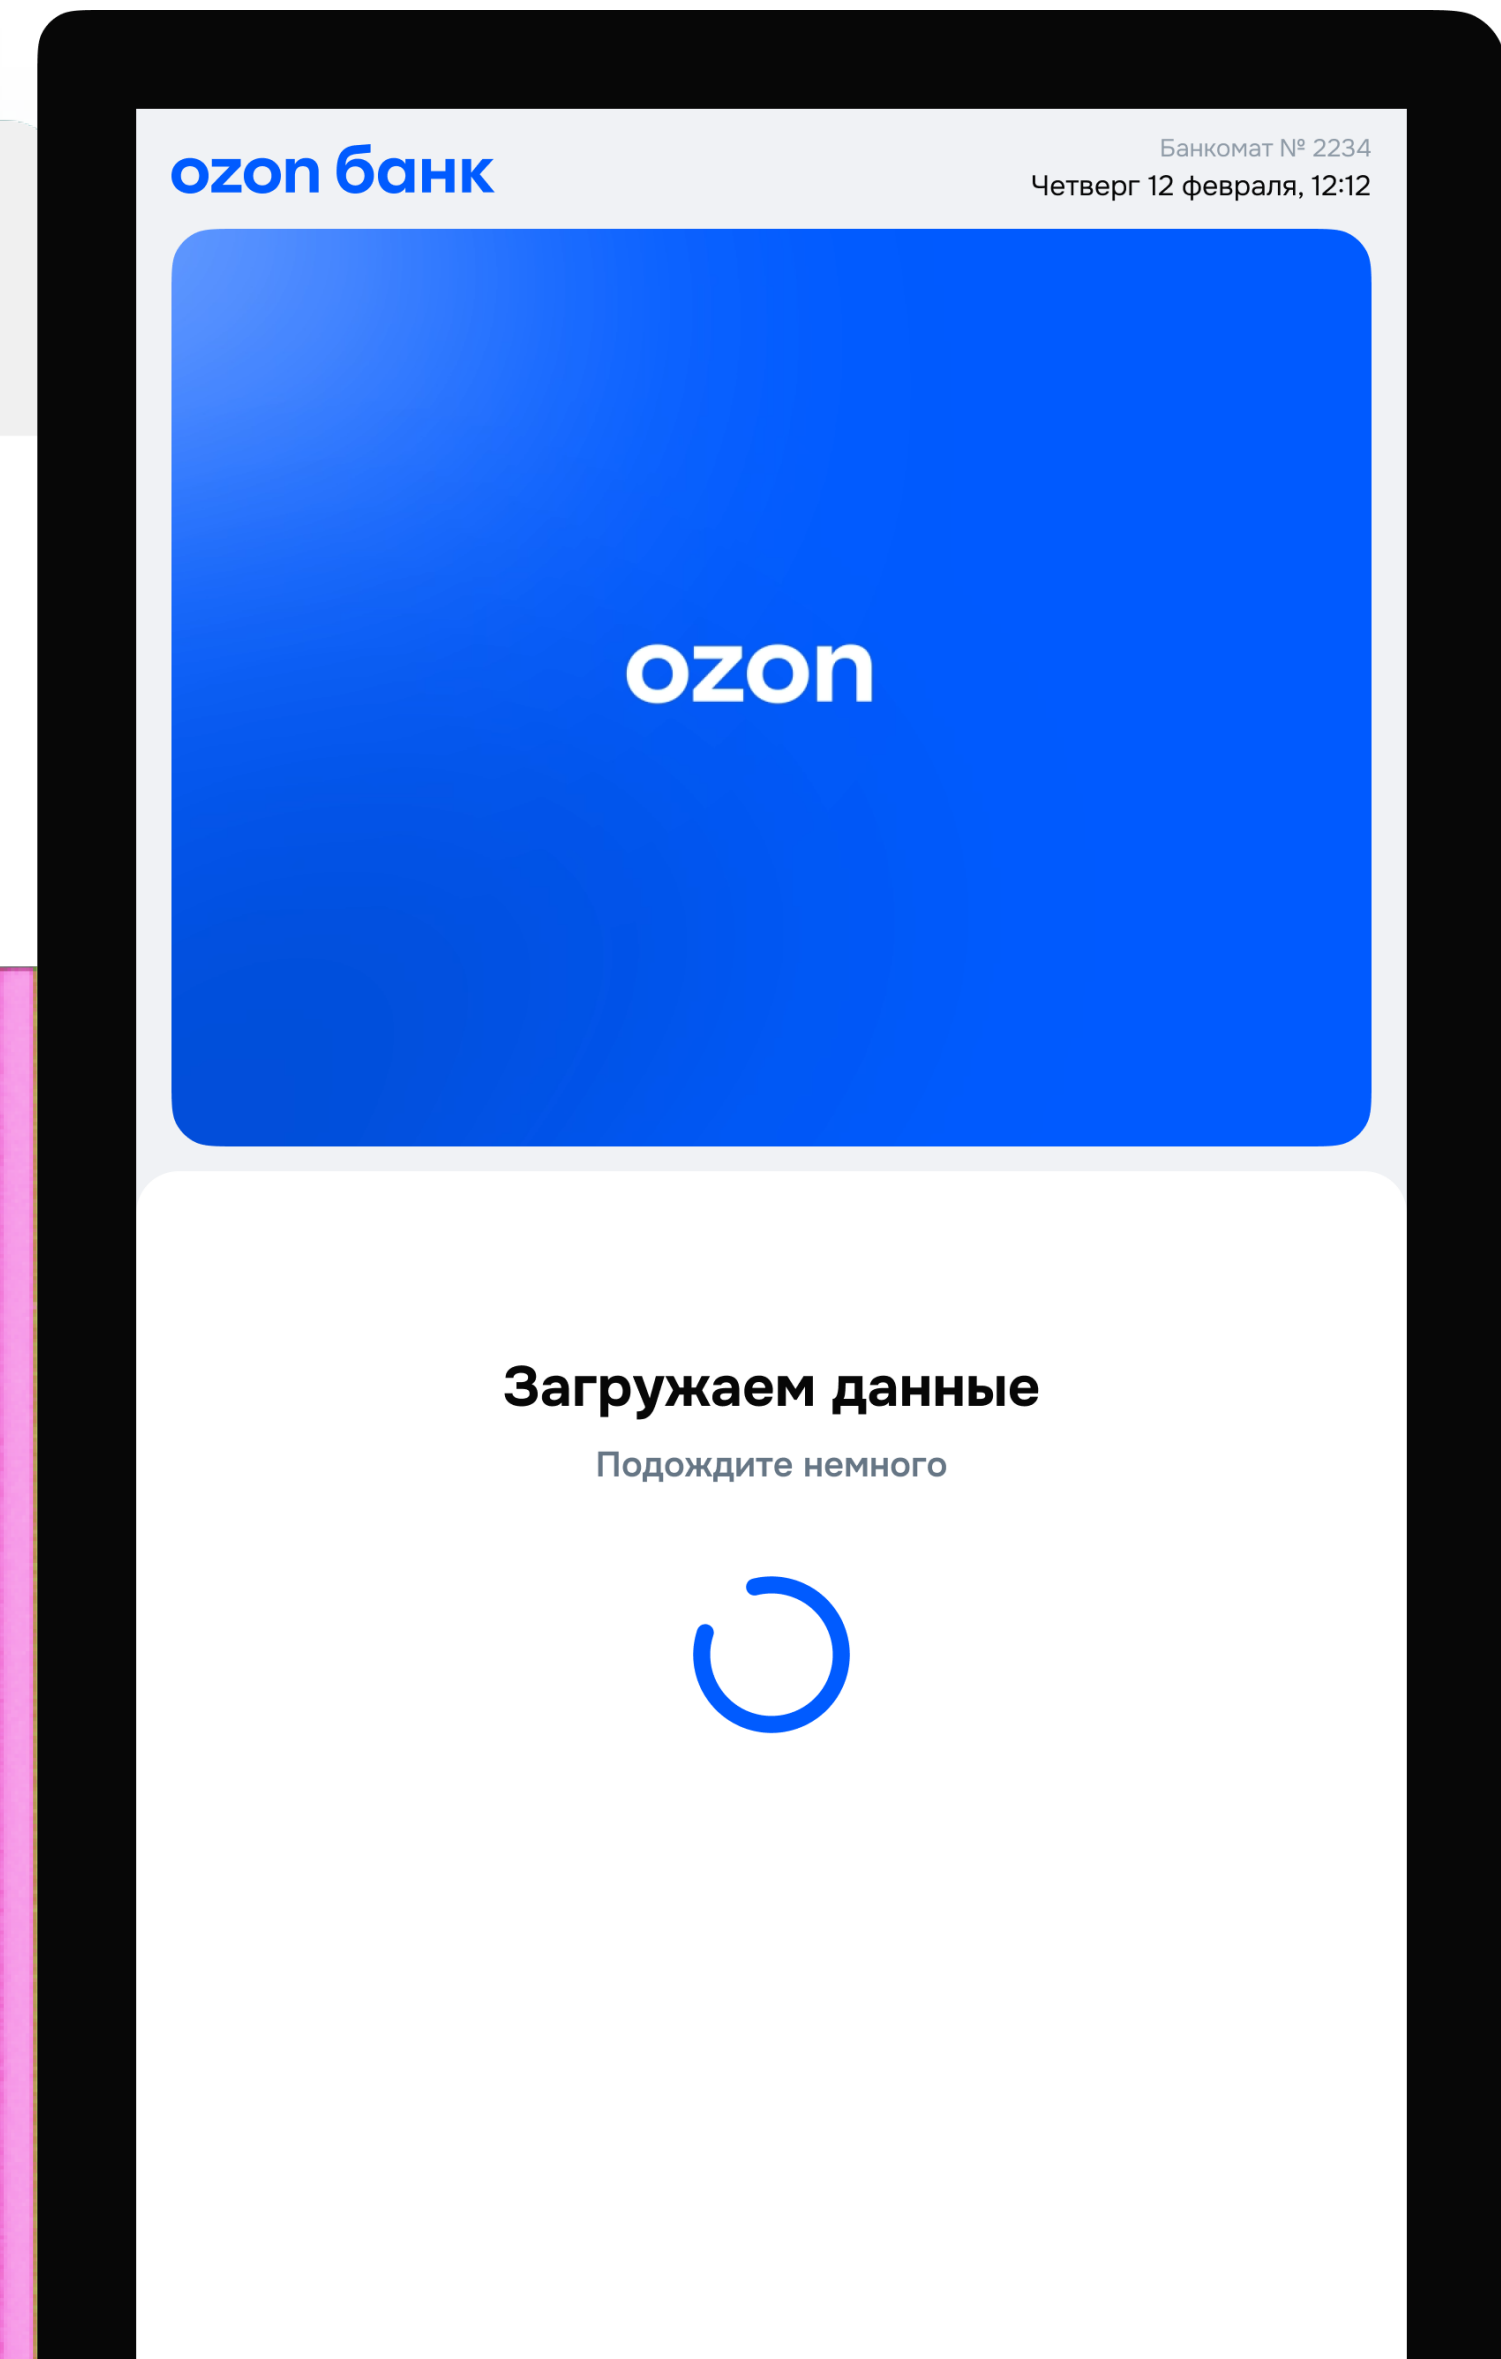 ozon банк
Банкомат № 2234
Четверг 12 февраля, 12:12
ozon
Загружаем данные
Подождите немного